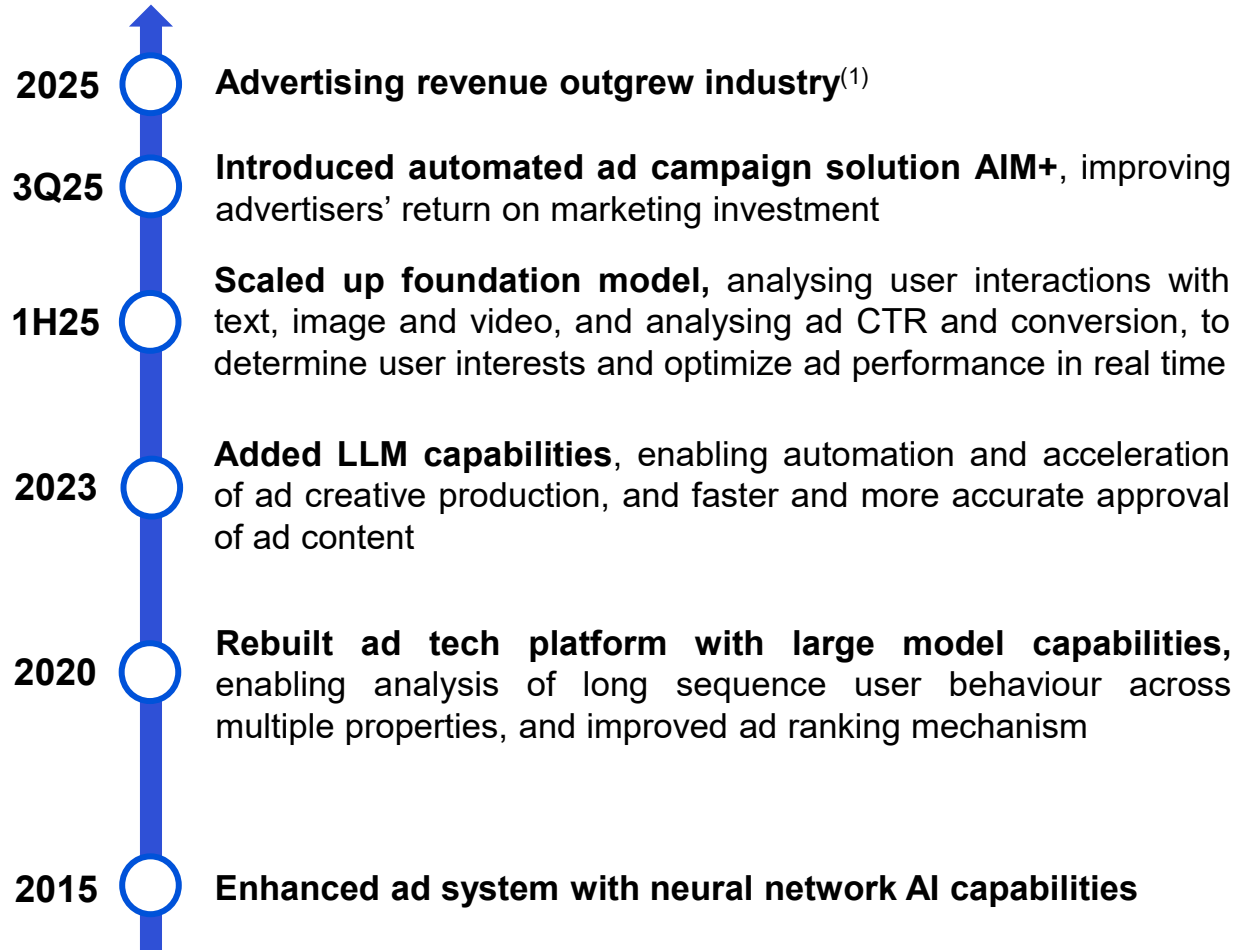 2025 Advertising revenue outgrew industry(1)
3Q25 Introduced automated ad campaign solution AIM+, improving
advertisers’ return on marketing investment
Scaled up foundation model, analysing user interactions with
1H25 text, image and video, and analysing ad CTR and conversion, to
determine user interests and optimize ad performance in real time
Added LLM capabilities, enabling automation and acceleration
2023 of ad creative production, and faster and more accurate approval
of ad content
Rebuilt ad tech platform with large model capabilities,
2020 enabling analysis of long sequence user behaviour across
multiple properties, and improved ad ranking mechanism
2015 Enhanced ad system with neural network AI capabilities